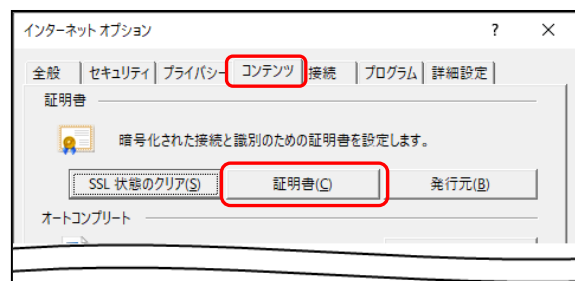 インターネット オプション ? ×
全般 セキュリティ プライバシー コンテンツ 接続 プログラム 詳細設定
証明書
暗号化された接続と識別のための証明書を設定します。
SSL 状態のクリア(S) 証明書(C) 発行元(B)
オートコンプリート